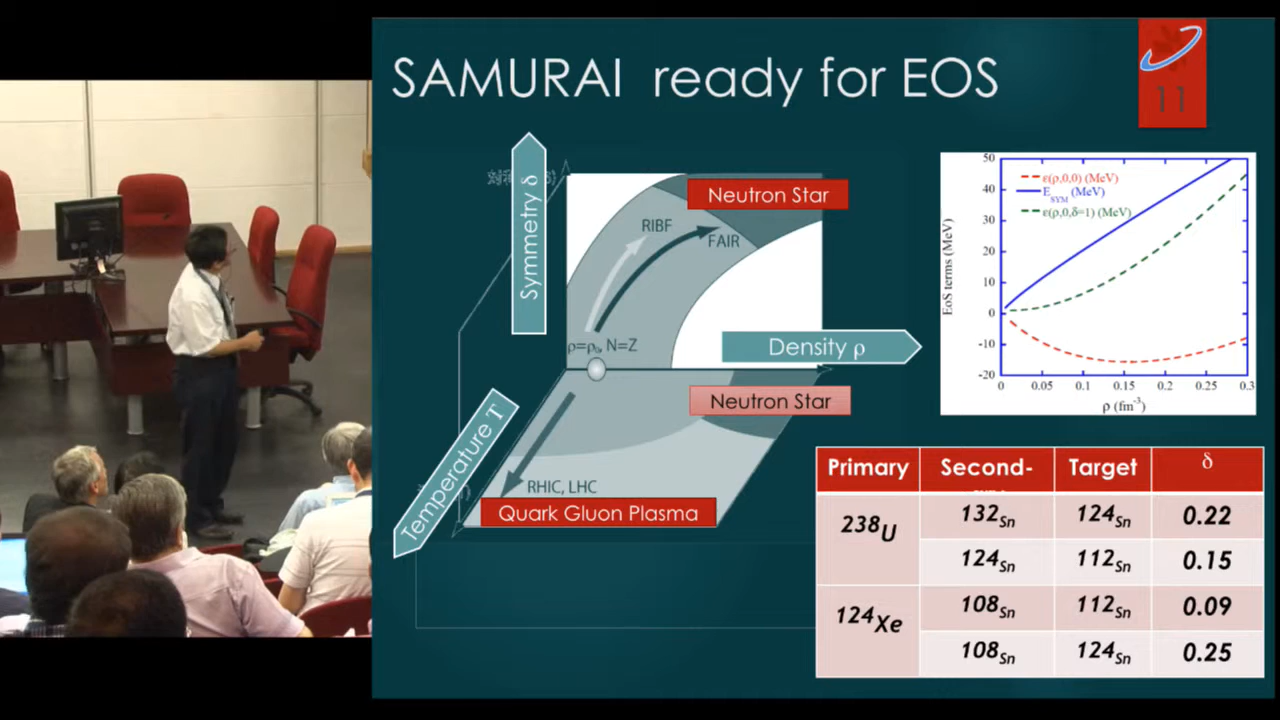 SAMURAI ready for EOS
11
Symmetry δ
Neutron Star
RIBF
FAIR
ρ=ρ₀, N=Z
Density ρ
Neutron Star
Temperature T
RHIC, LHC
Quark Gluon Plasma
ε(ρ,0,0) (MeV)
E_SYM (MeV)
ε(ρ,0,δ=1) (MeV)
EoS terms (MeV)
50
40
30
20
10
0
-10
-20
0 0.05 0.1 0.15 0.2 0.25 0.3
ρ (fm⁻³)
Primary Second- Target δ
238U 132Sn 124Sn 0.22
124Sn 112Sn 0.15
124Xe 108Sn 112Sn 0.09
108Sn 124Sn 0.25